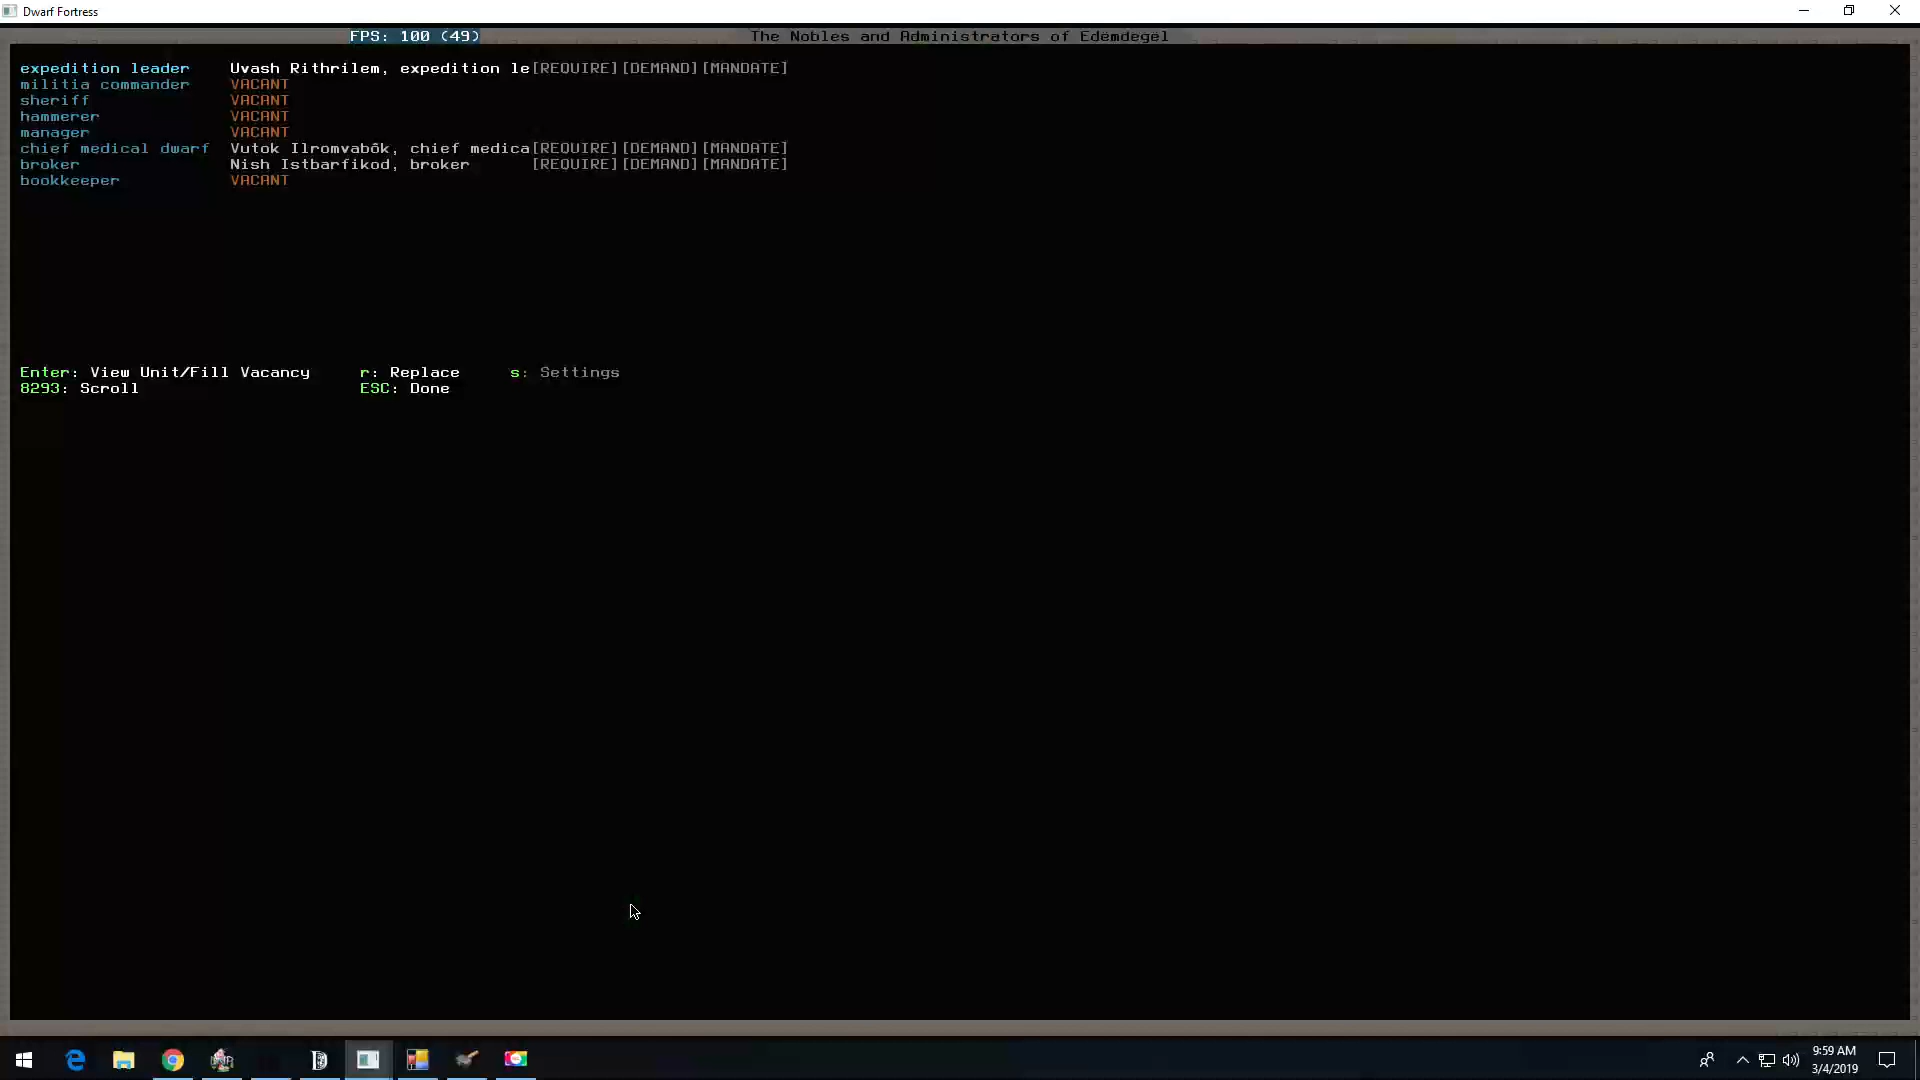 Dwarf Fortress
FPS: 100 (49) The Nobles and Administrators of Edëmdegël
expedition leader Uvash Rithrilem, expedition le[REQUIRE][DEMAND][MANDATE]
militia commander VACANT
sheriff VACANT
hammerer VACANT
manager VACANT
chief medical dwarf Vutok Ilromvabôk, chief medica[REQUIRE][DEMAND][MANDATE]
broker Nish Istbarfikod, broker [REQUIRE][DEMAND][MANDATE]
bookkeeper VACANT
Enter: View Unit/Fill Vacancy r: Replace s: Settings
8293: Scroll ESC: Done
9:59 AM
3/4/2019